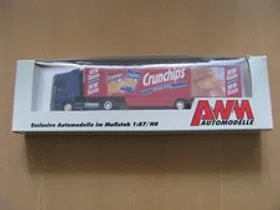 Crunchips
AWM
AUTOMODELLE
Exclusive Automodelle im Maßstab 1:87/H0